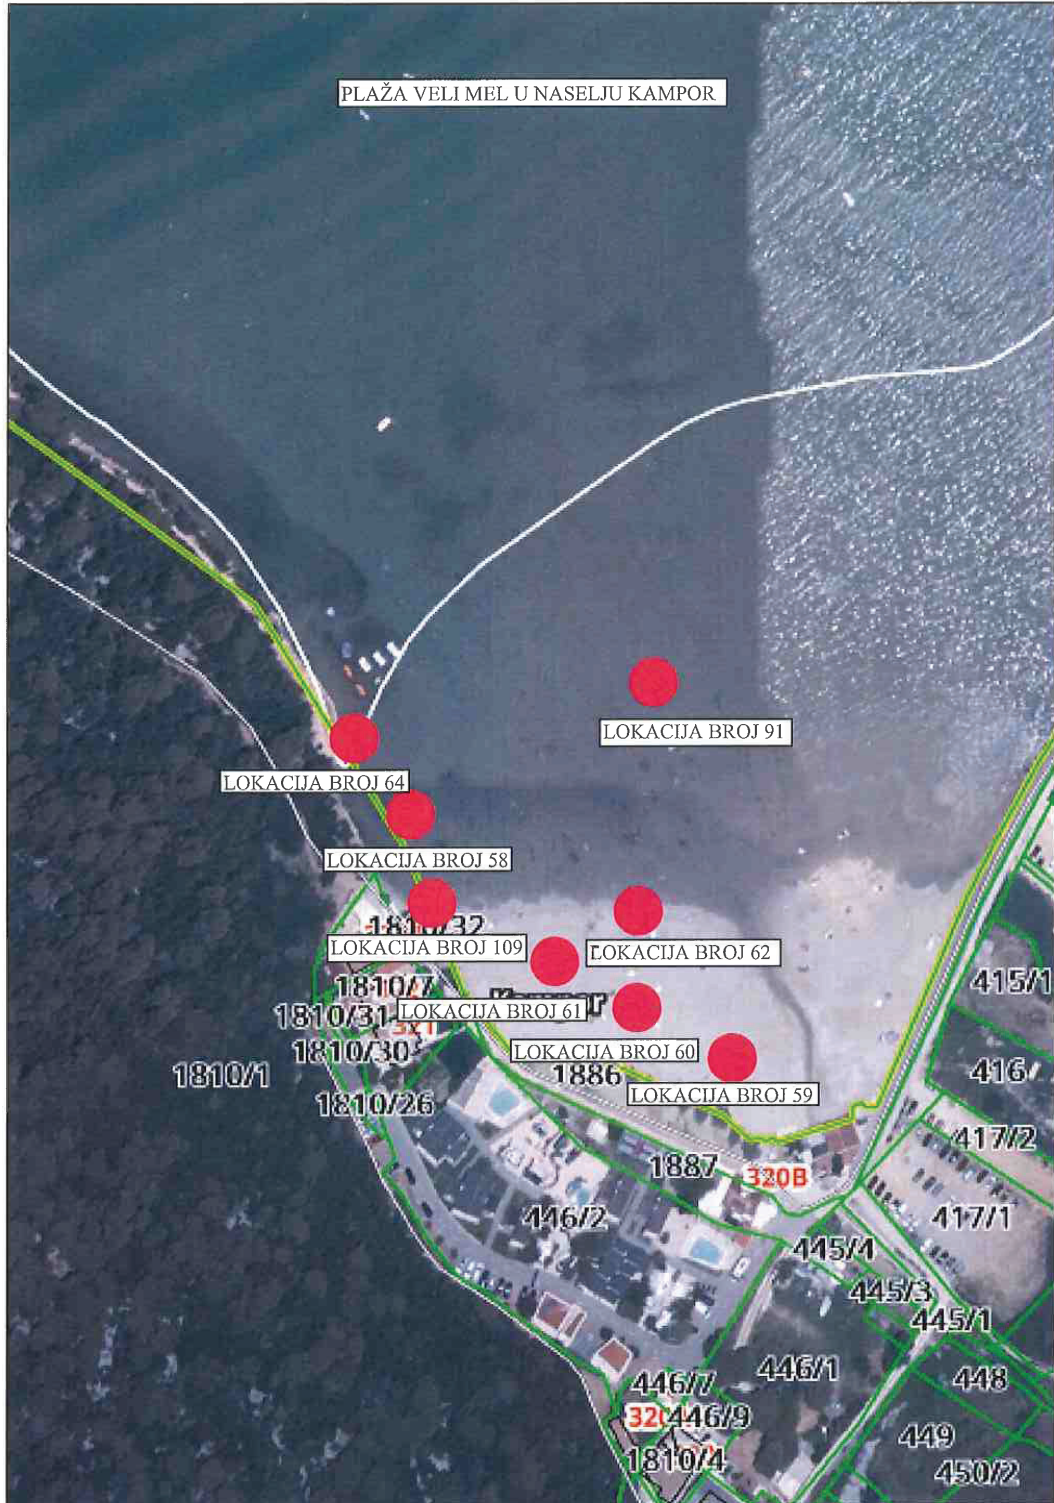 PLAŽA VELI MEL U NASELJU KAMPOR
LOKACIJA BROJ 91
LOKACIJA BROJ 64
LOKACIJA BROJ 58
1810/32
LOKACIJA BROJ 109
LOKACIJA BROJ 62
415/1
1810/7
LOKACIJA BROJ 61
1810/31
321
1810/30
LOKACIJA BROJ 60
1810/1
1886
416
LOKACIJA BROJ 59
1810/26
417/2
1887
320B
446/2
417/1
445/4
445/3
445/1
446/1
448
446/7
446/9
449
1810/4
450/2